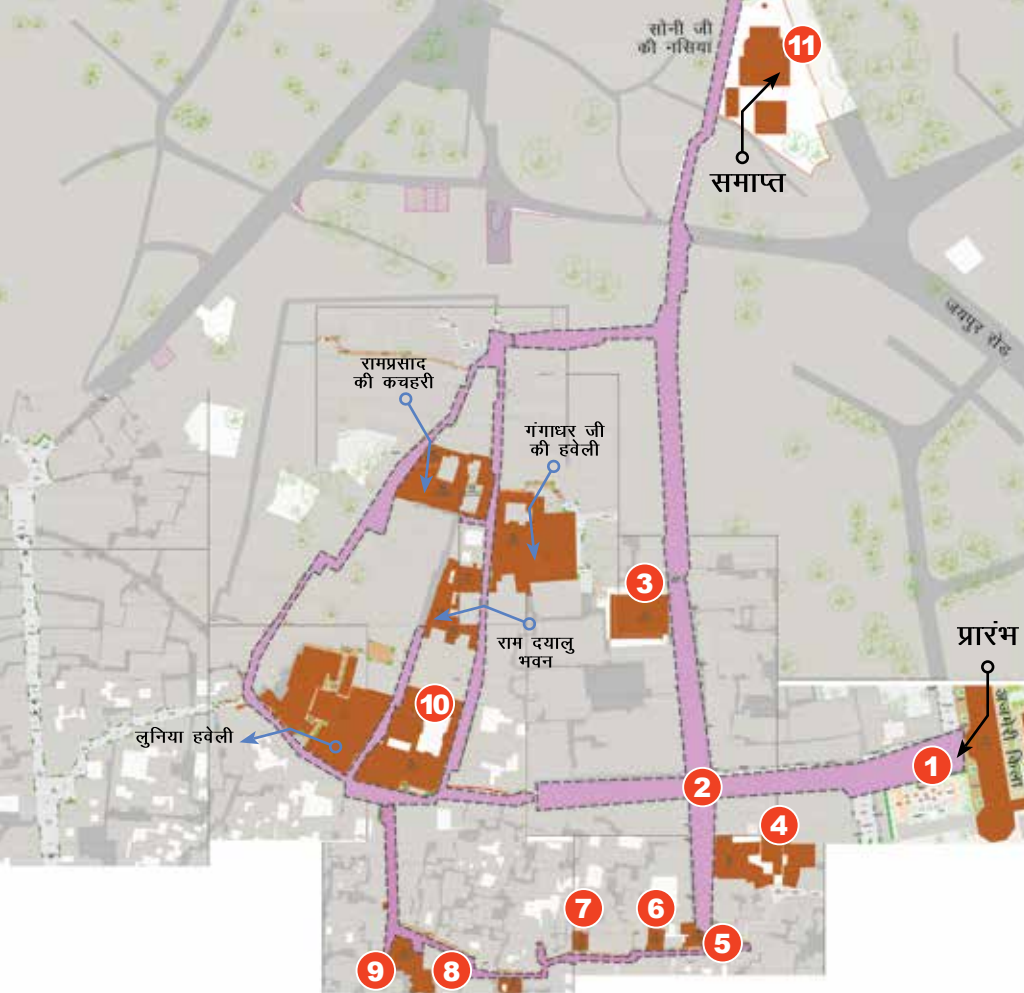 सोनी जी
की नसिया
11
समाप्त
जयपुर रोड
रामप्रसाद
की कचहरी
गंगाधर जी
की हवेली
3
प्रारंभ
राम दयालु
भवन
10
लुनिया हवेली
1
2
4
7
6
5
9
8